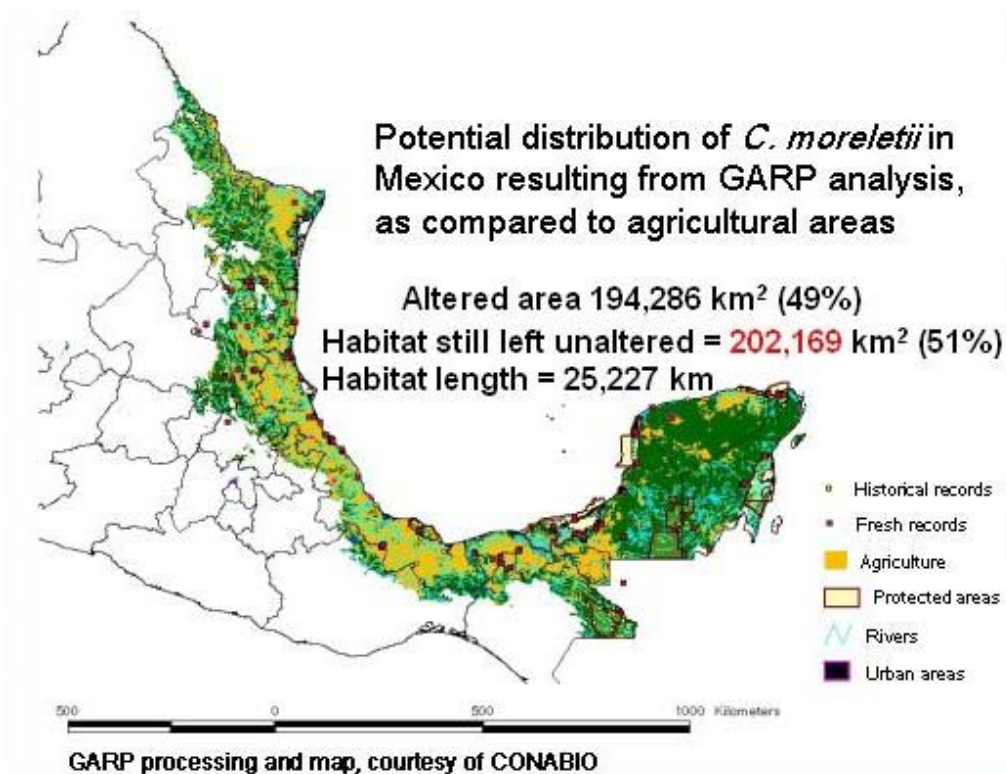 Potential distribution of C. moreletii in
Mexico resulting from GARP analysis,
as compared to agricultural areas
Altered area 194,286 km² (49%)
Habitat still left unaltered = 202,169 km² (51%)
Habitat length = 25,227 km
Historical records
Fresh records
Agriculture
Protected areas
Rivers
Urban areas
500 0 500 1000 Kilometers
GARP processing and map, courtesy of CONABIO